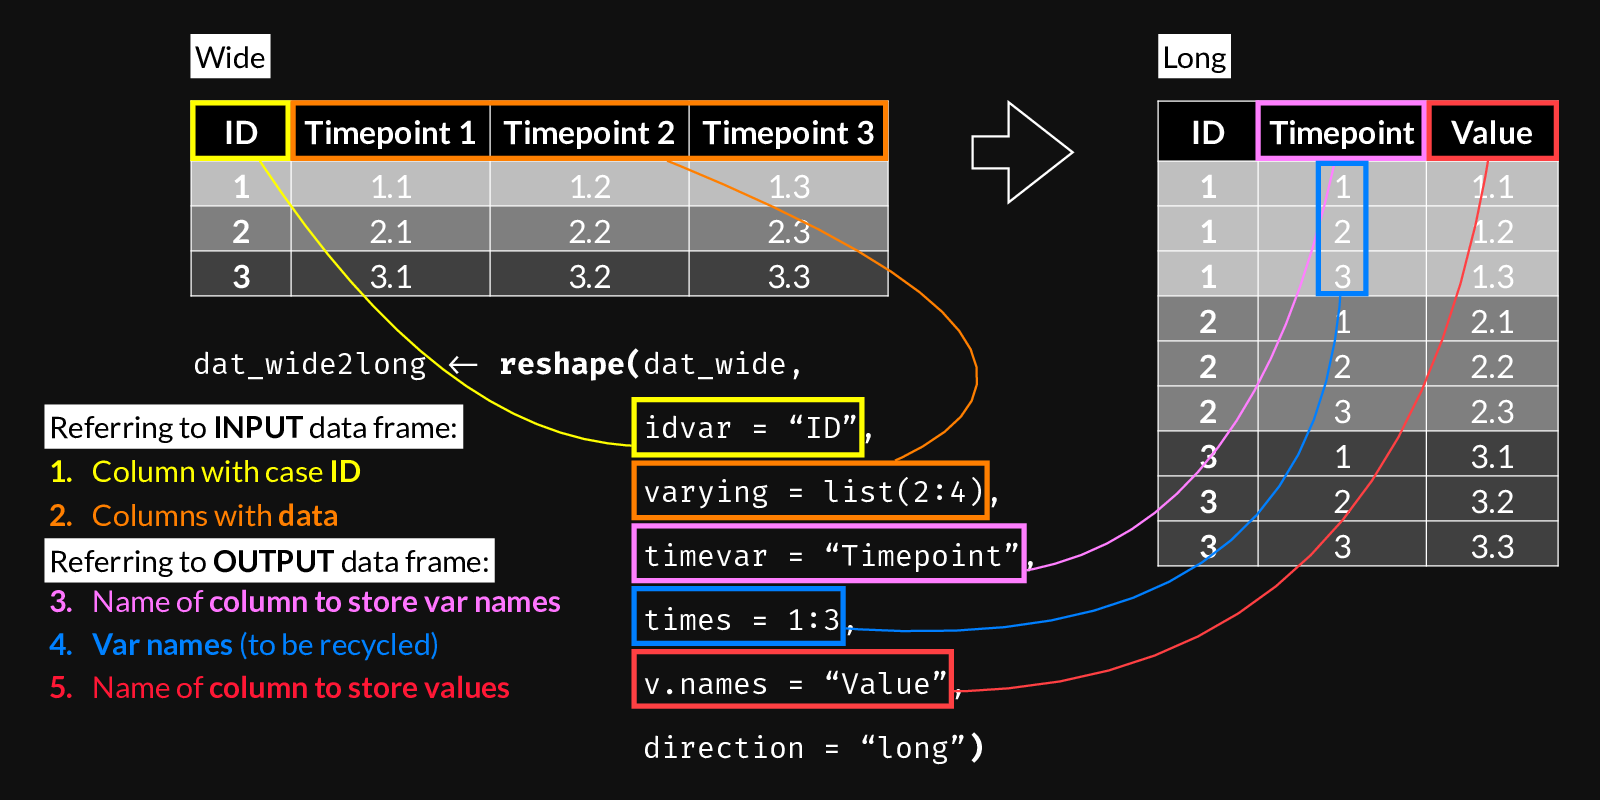 Wide
ID Timepoint 1 Timepoint 2 Timepoint 3
1 1.1 1.2 1.3
2 2.1 2.2 2.3
3 3.1 3.2 3.3
Long
ID Timepoint Value
1 1 1.1
1 2 1.2
1 3 1.3
2 1 2.1
2 2 2.2
2 3 2.3
3 1 3.1
3 2 3.2
3 3 3.3
dat_wide2long <- reshape(dat_wide,
idvar = “ID”,
varying = list(2:4),
timevar = “Timepoint”,
times = 1:3,
v.names = “Value”,
direction = “long”)
Referring to INPUT data frame:
1. Column with case ID
2. Columns with data
Referring to OUTPUT data frame:
3. Name of column to store var names
4. Var names (to be recycled)
5. Name of column to store values